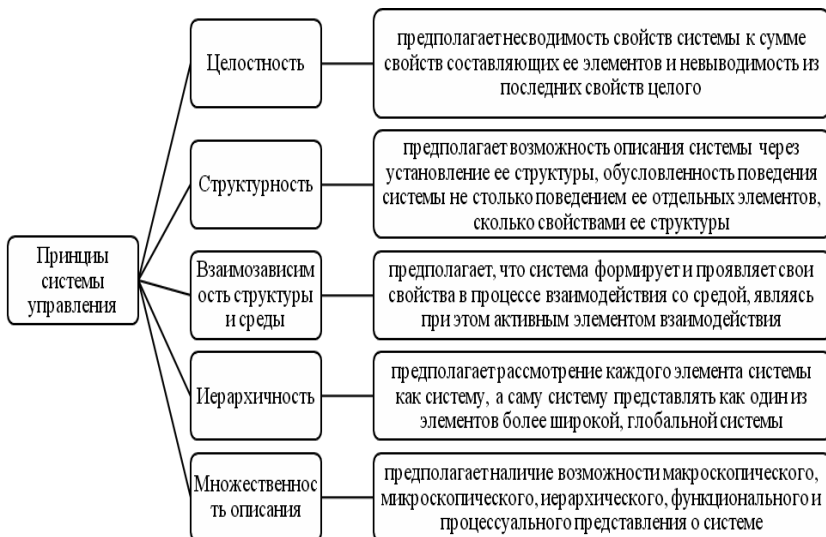 Целостность
предполагает несводимость свойств системы к сумме
свойств составляющих ее элементов и невыводимость из
последних свойств целого
Структурность
предполагает возможность описания системы через
установление ее структуры, обусловленность поведения
системы не столько поведением ее отдельных элементов,
сколько свойствами ее структуры
Принциы
системы
управления
Взаимозависим
ость структуры
и среды
предполагает, что система формирует и проявляет свои
свойства в процессе взаимодействия со средой, являясь
при этом активным элементом взаимодействия
Иерархичность
предполагает рассмотрение каждого элемента системы
как систему, а саму систему представлять как один из
элементов более широкой, глобальной системы
Множественнос
ть описания
предполагает наличие возможности макроскопического,
микроскопического, иерархического, функционального и
процессуального представления о системе